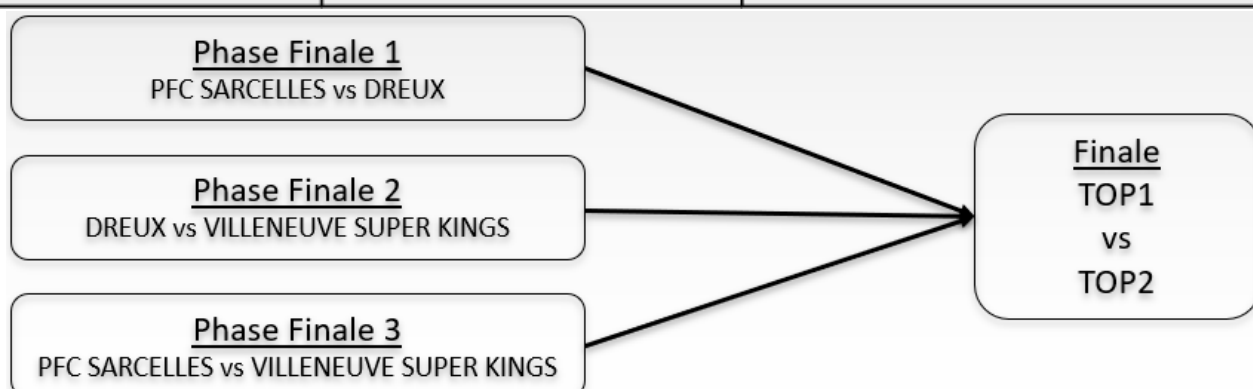 Phase Finale 1
PFC SARCELLES vs DREUX
Phase Finale 2
DREUX vs VILLENEUVE SUPER KINGS
Phase Finale 3
PFC SARCELLES vs VILLENEUVE SUPER KINGS
Finale
TOP1
vs
TOP2